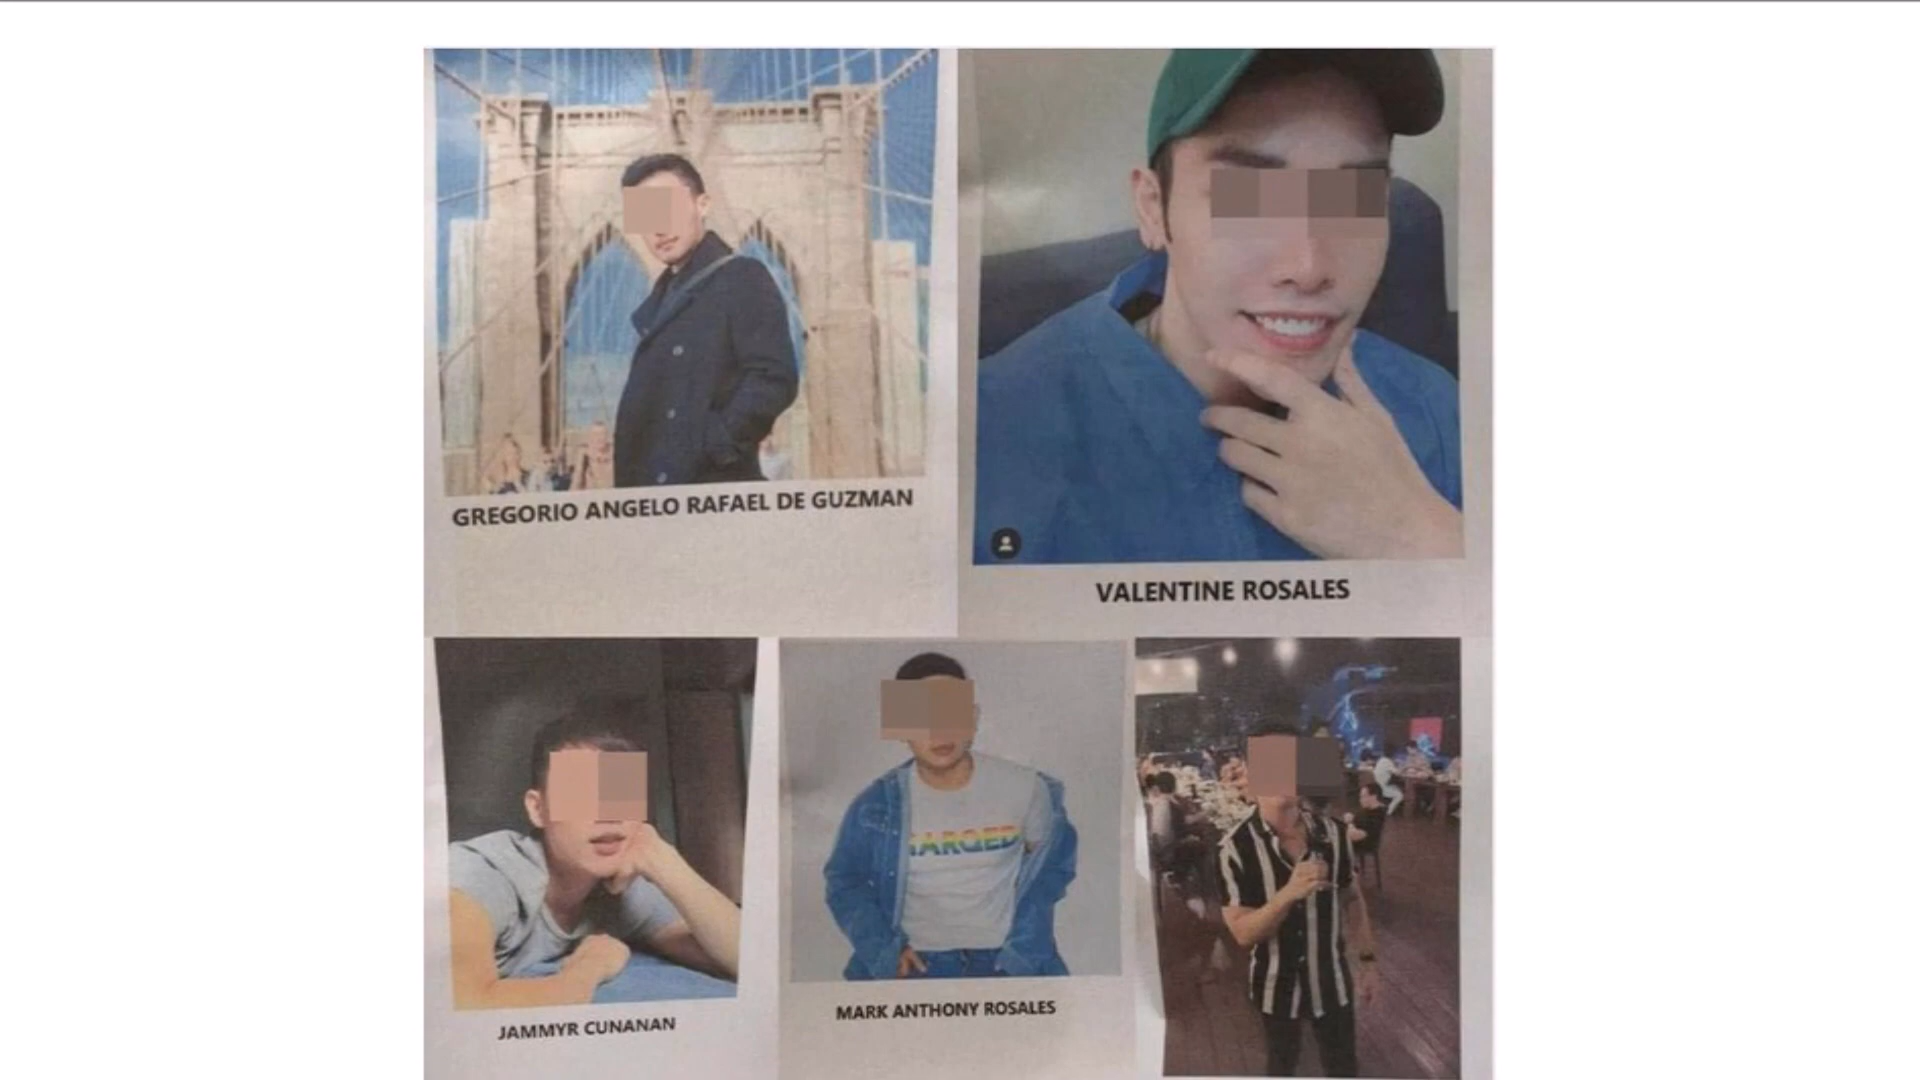 GREGORIO ANGELO RAFAEL DE GUZMAN
VALENTINE ROSALES
JAMMYR CUNANAN
MARK ANTHONY ROSALES